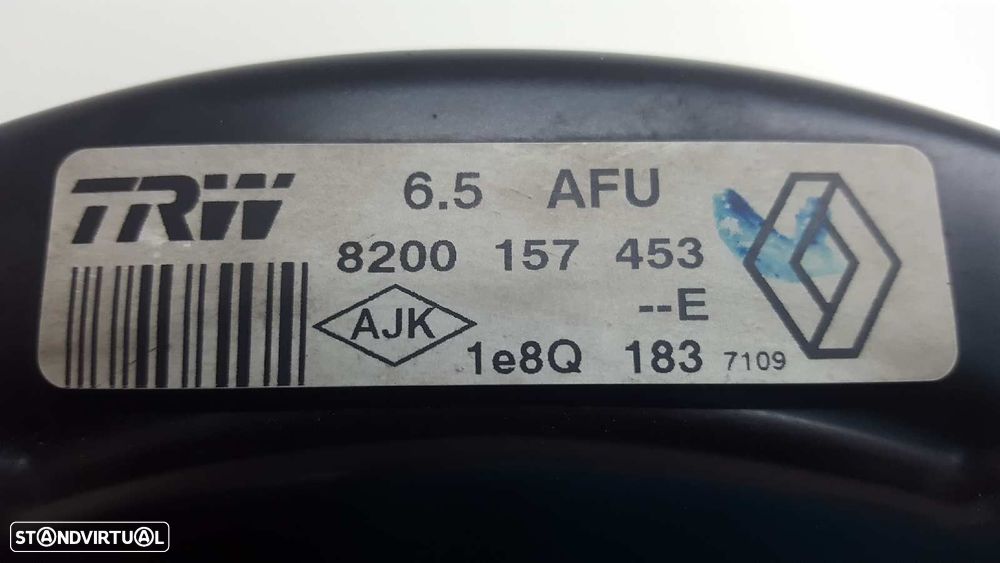 TRW 6.5 AFU
8200 157 453
--E
AJK
1e8Q 183 7109
STANDVIRTUAL